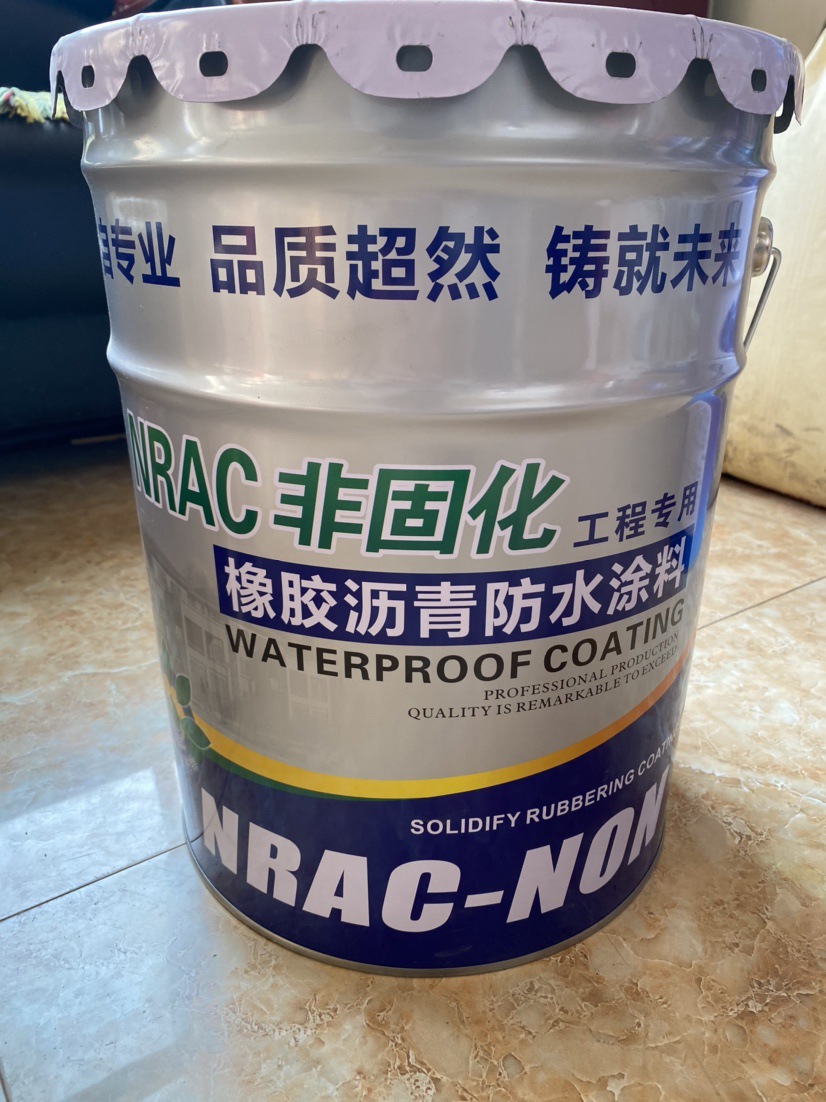 专业 品质超然 铸就未来
NRAC 非固化 工程专用
橡胶沥青防水涂料
WATERPROOF COATING
PROFESSIONAL PRODUCTION
QUALITY IS REMARKABLE TO EXCEED
SOLIDIFY RUBBERING COATING
NRAC-NON